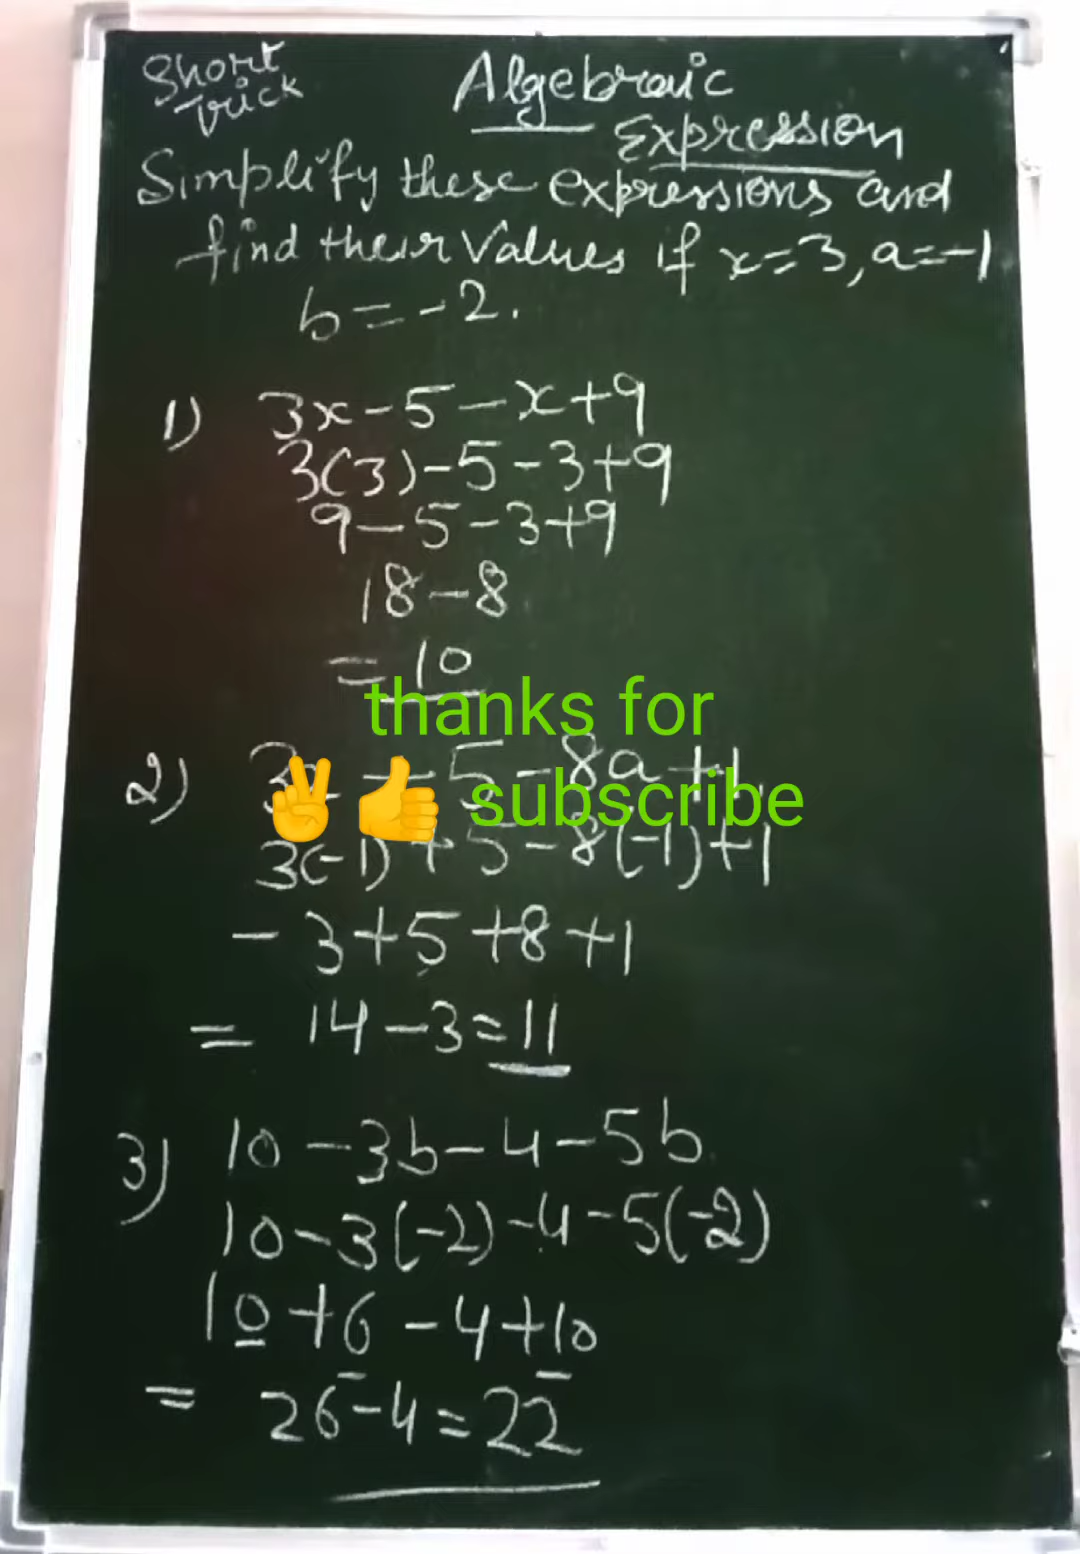 Short
trick
Algebraic
Expression
Simplify these expressions and
find their values if x=3, a=-1
b=-2.
1) 3x-5-x+9
3(3)-5-3+9
9-5-3+9
18-8
=10
thanks for
✌👍 subscribe
2) 5-8a+1
3(-1)+5-8(-1)+1
-3+5+8+1
= 14-3=11
3) 10-3b-4-5b
10-3(-2)-4-5(-2)
10+6-4+10
= 26-4=22